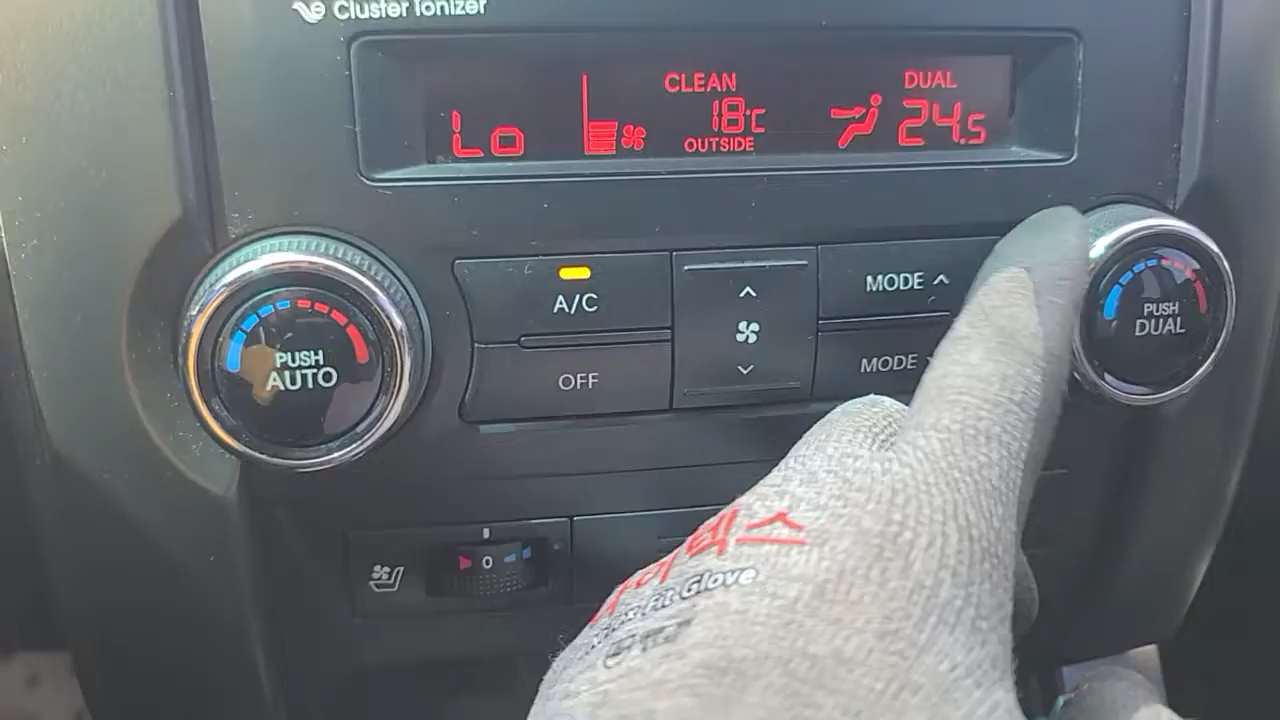 Cluster Ionizer
CLEAN
DUAL
Lo
18°C
24.5
OUTSIDE
A/C
MODE
PUSH
DUAL
PUSH
AUTO
OFF
MODE
0
Fit Glove